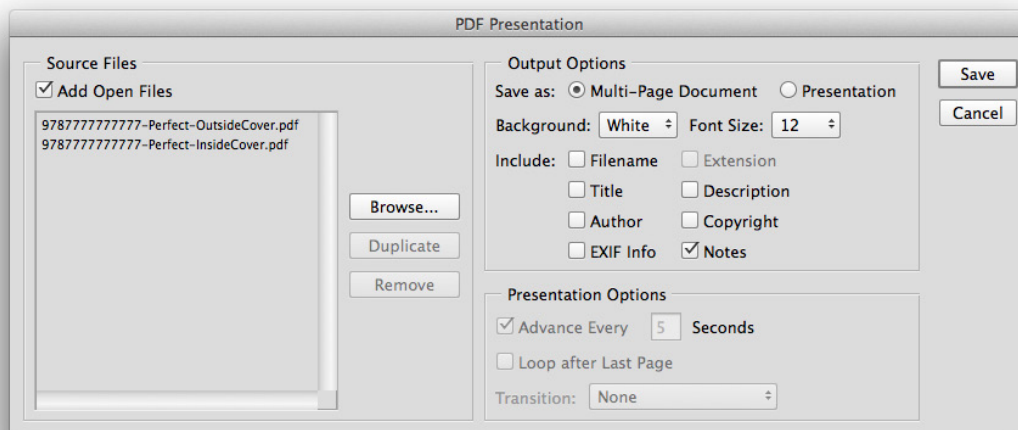 PDF Presentation
Source Files
Add Open Files
9787777777777-Perfect-OutsideCover.pdf
9787777777777-Perfect-InsideCover.pdf
Browse...
Duplicate
Remove
Output Options
Save as: Multi-Page Document Presentation
Background: White Font Size: 12
Include: Filename Extension
Title Description
Author Copyright
EXIF Info Notes
Presentation Options
Advance Every 5 Seconds
Loop after Last Page
Transition: None
Save
Cancel